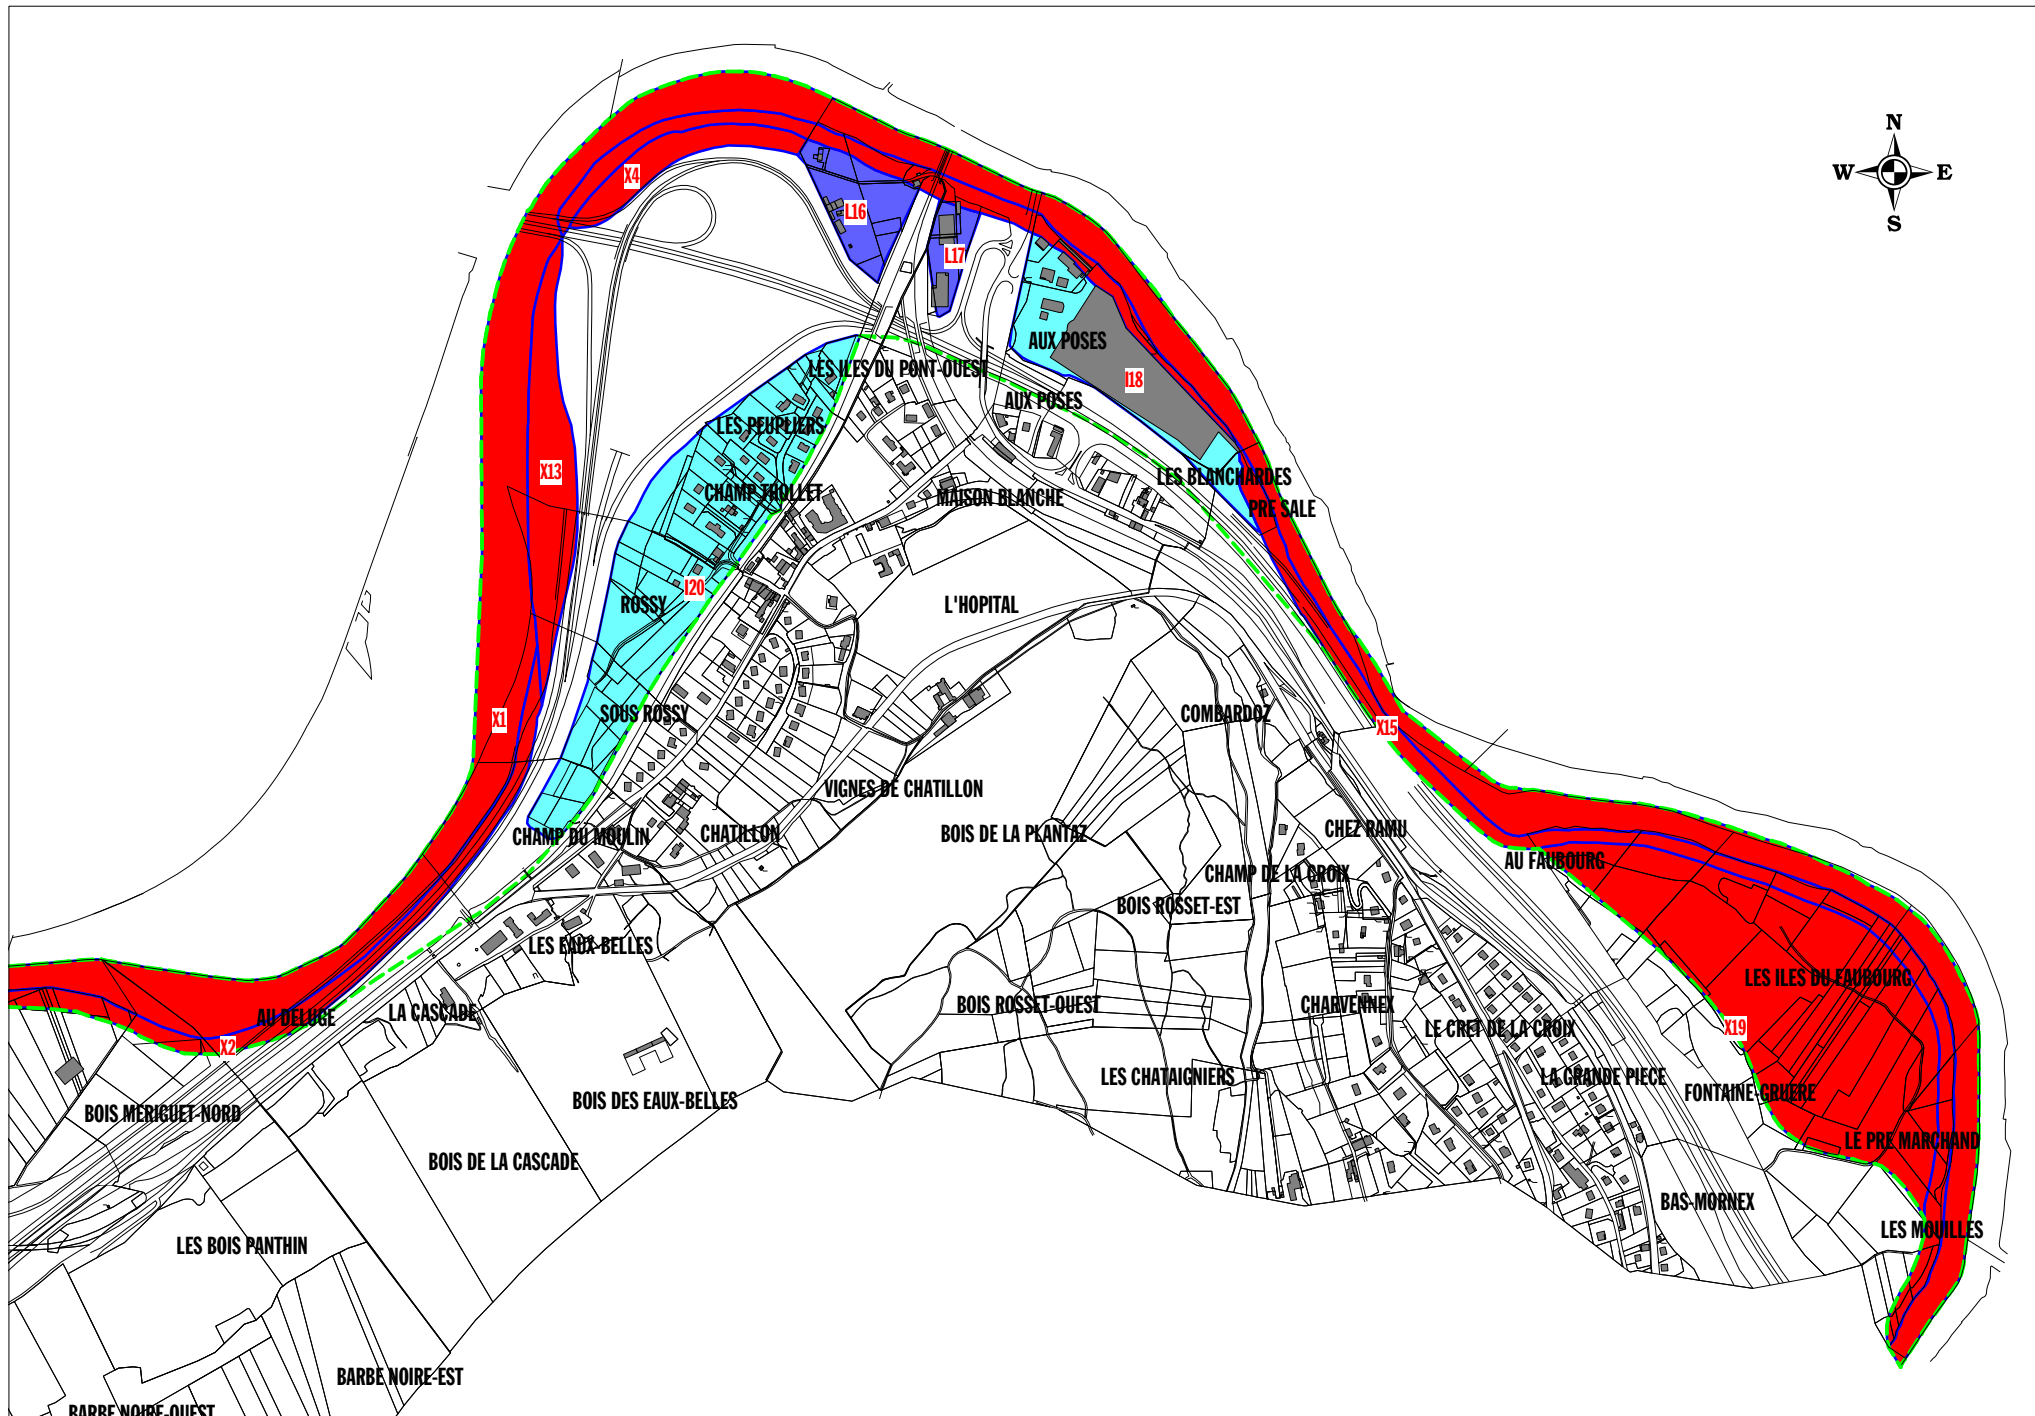 N
W E
S
X4
L16
L17
AUX POSES
LES ILES DU PONT-OUEST
I18
AUX POSES
LES PEUPLIERS
X13
LES BLANCHARDES
CHAMP TROLLET
MAISON BLANCHE
PRE SALE
I20
ROSSY
L'HOPITAL
SOUS ROSSY
COMBARDOZ
X1
X15
VIGNES DE CHATILLON
CHEZ RAMU
CHAMP DU MOULIN
CHATILLON
BOIS DE LA PLANTAZ
AU FAUBOURG
CHAMP DE LA CROIX
BOIS ROSSET-EST
LES EAUX-BELLES
LES ILES DU FAUBOURG
BOIS ROSSET-OUEST
CHARVENNEX
LA CASCADE
AU DELUGE
X19
LE CRET DE LA CROIX
X2
LES CHATAIGNIERS
LA GRANDE PIECE
FONTAINE-GRUERE
BOIS DES EAUX-BELLES
BOIS MERIGUET-NORD
LE PRE MARCHAND
BOIS DE LA CASCADE
BAS-MORNEX
LES MOUILLES
LES BOIS PANTHIN
BARBE NOIRE-EST
BARBE NOIRE-OUEST